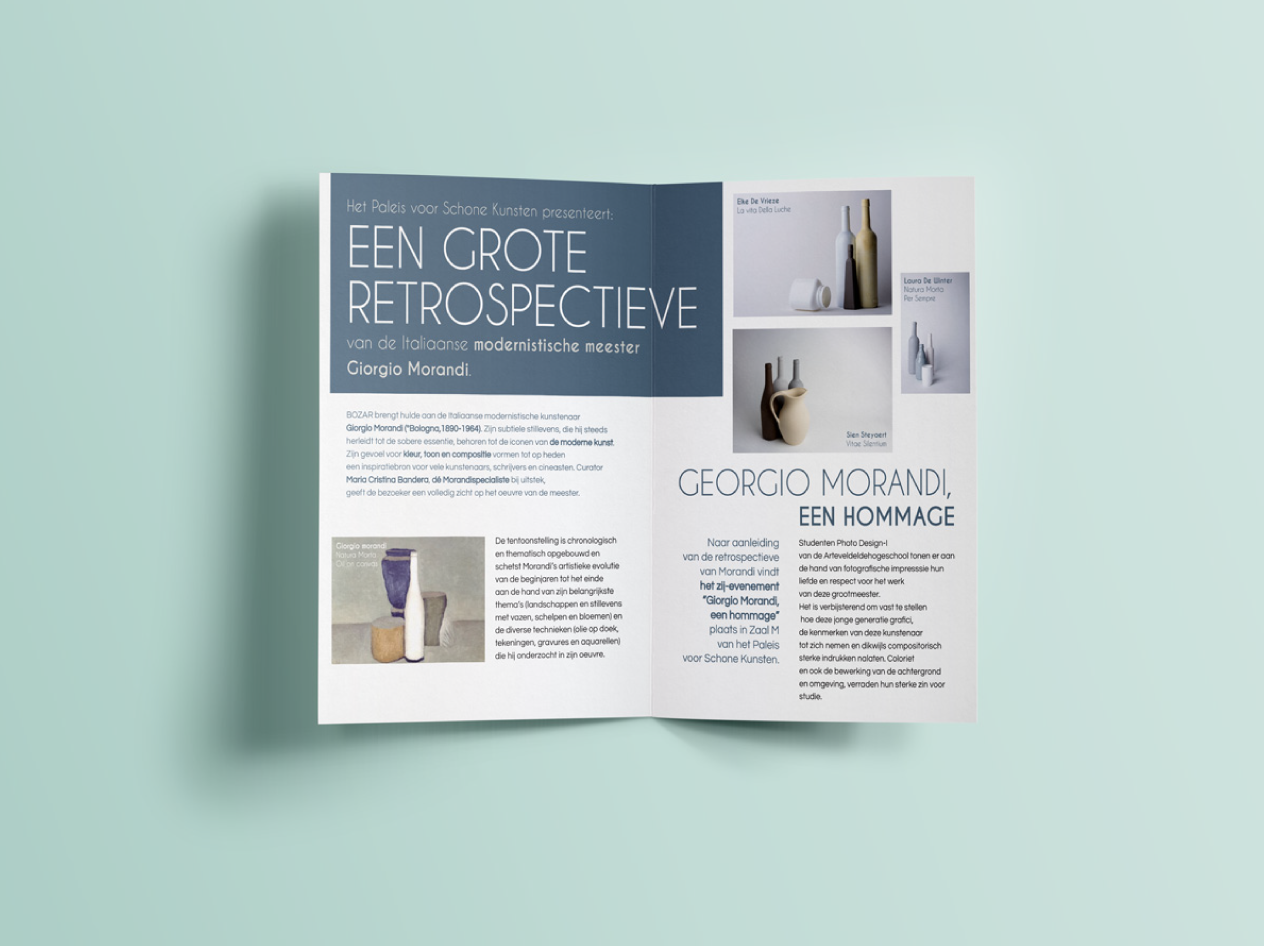 Het Paleis voor Schone Kunsten presenteert:
EEN GROTE
RETROSPECTIEVE
van de Italiaanse modernistische meester
Giorgio Morandi.
BOZAR brengt hulde aan de Italiaanse modernistische kunstenaar
Giorgio Morandi (°Bologna,1890-1964). Zijn subtiele stillevens, die hij steeds
herleidt tot de sobere essentie, behoren tot de iconen van de moderne kunst.
Zijn gevoel voor kleur, toon en compositie vormen tot op heden
een inspiratiebron voor vele kunstenaars, schrijvers en cineasten. Curator
Maria Cristina Bandera, dé Morandispecialiste bij uitstek,
geeft de bezoeker een volledig zicht op het oeuvre van de meester.
Giorgio morandi
Natura Morta
Oil on canvas
De tentoonstelling is chronologisch
en thematisch opgebouwd en
schetst Morandi's artistieke evolutie
van de beginjaren tot het einde
aan de hand van zijn belangrijkste
thema's (landschappen en stillevens
met vazen, schelpen en bloemen) en
de diverse technieken (olie op doek,
tekeningen, gravures en aquarellen)
die hij onderzocht in zijn oeuvre.
Elke De Vriese
La vita Della Luche
Laura De Winter
Natura Morta
Per Sempre
Sien Steyaert
Vitae Silentium
GEORGIO MORANDI,
EEN HOMMAGE
Naar aanleiding
van de retrospectieve
van Morandi vindt
het zij-evenement
"Giorgio Morandi,
een hommage"
plaats in Zaal M
van het Paleis
voor Schone Kunsten.
Studenten Photo Design-I
van de Arteveldeldehogeschool tonen er aan
de hand van fotografische impresssie hun
liefde en respect voor het werk
van deze grootmeester.
Het is verbijsterend om vast te stellen
hoe deze jonge generatie grafici,
de kenmerken van deze kunstenaar
tot zich nemen en dikwijls compositorisch
sterke indrukken nalaten. Coloriet
en ook de bewerking van de achtergrond
en omgeving, verraden hun sterke zin voor
studie.